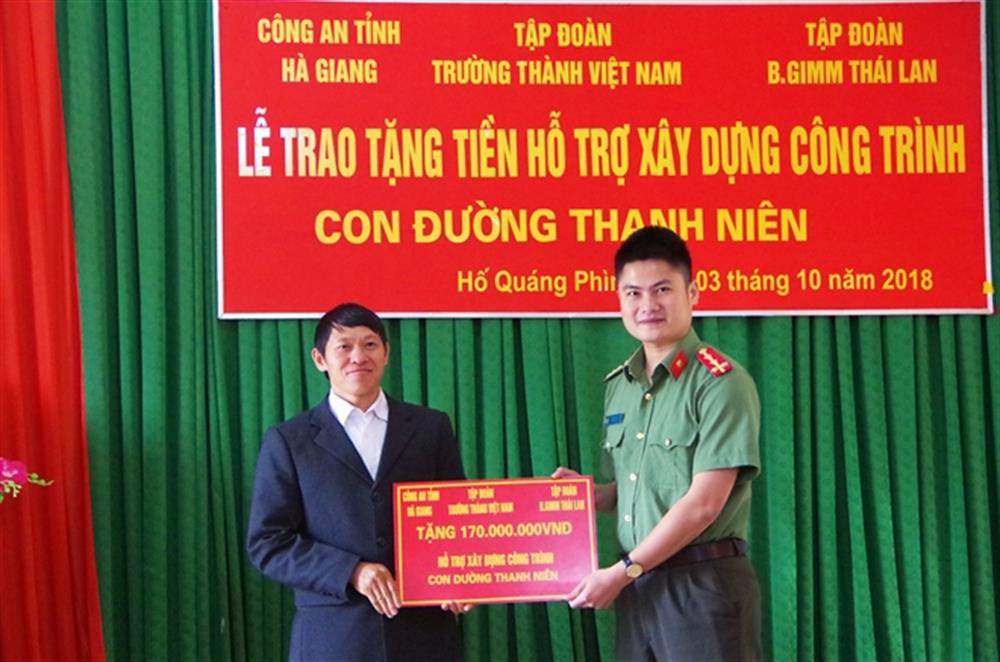 CÔNG AN TỈNH
HÀ GIANG
TẬP ĐOÀN
TRƯỜNG THÀNH VIỆT NAM
TẬP ĐOÀN
B.GIMM THÁI LAN
LỄ TRAO TẶNG TIỀN HỖ TRỢ XÂY DỰNG CÔNG TRÌNH
CON ĐƯỜNG THANH NIÊN
Hố Quáng Phìn 03 tháng 10 năm 2018
CÔNG AN TỈNH
HÀ GIANG
TẬP ĐOÀN
TRƯỜNG THÀNH VIỆT NAM
TẬP ĐOÀN
B.GIMM THÁI LAN
TẶNG 170.000.000VNĐ
HỖ TRỢ XÂY DỰNG CÔNG TRÌNH
CON ĐƯỜNG THANH NIÊN